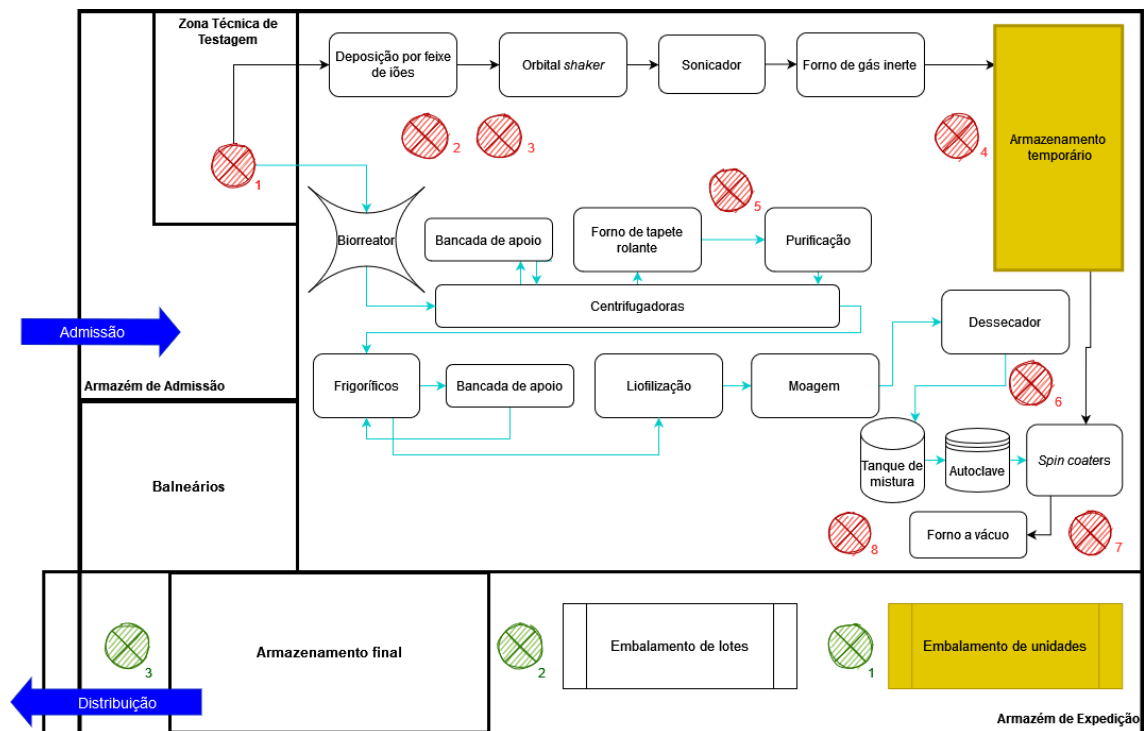 Zona Técnica de
Testagem
Deposição por feixe
de iões
Orbital shaker
Sonicador
Forno de gás inerte
Armazenamento
temporário
1
2
3
4
5
Biorreator
Bancada de apoio
Forno de tapete
rolante
Purificação
Centrifugadoras
Admissão
Armazém de Admissão
Dessecador
Frigoríficos
Bancada de apoio
Liofilização
Moagem
6
Tanque de
mistura
Autoclave
Spin coaters
Balneários
Forno a vácuo
7
8
Armazenamento final
Embalamento de lotes
Embalamento de unidades
3
2
1
Distribuição
Armazém de Expedição